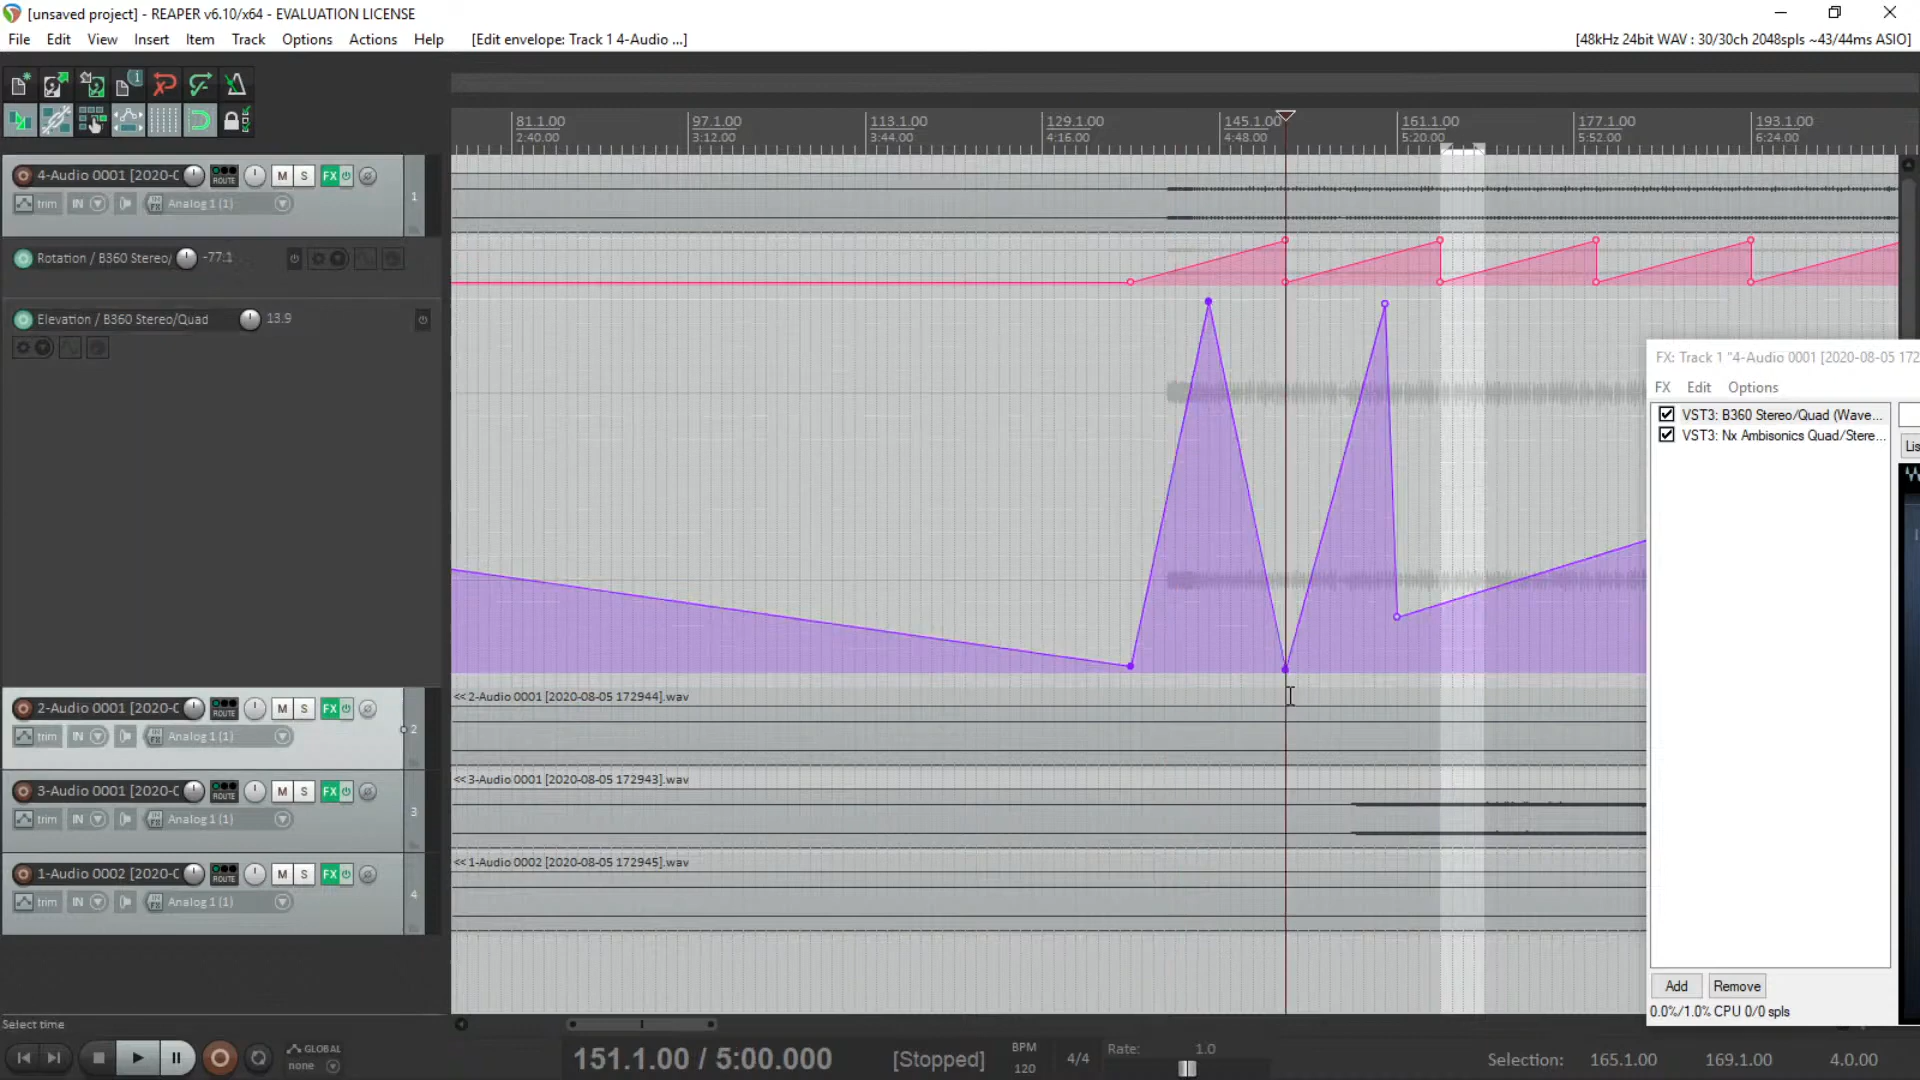 [unsaved project] - REAPER v6.10/x64 - EVALUATION LICENSE
File Edit View Insert Item Track Options Actions Help [Edit envelope: Track 1 4-Audio ...] [48kHz 24bit WAV : 30/30ch 2048spls ~43/44ms ASIO]
81.1.00 97.1.00 113.1.00 129.1.00 145.1.00 161.1.00 177.1.00 193.1.00
2:40.00 3:12.00 3:44.00 4:16.00 4:48.00 5:20.00 5:52.00 6:24.00
4-Audio 0001 [2020-0 ROUTE M S FX
trim IN FX Analog 1 (1) 1
Rotation / B360 Stereo/ -77.1
Elevation / B360 Stereo/Quad 13.9
FX: Track 1 "4-Audio 0001 [2020-08-05 172
FX Edit Options
VST3: B360 Stereo/Quad (Wave...
VST3: Nx Ambisonics Quad/Stere...
Lis
<<2-Audio 0001 [2020-08-05 172944].wav
2-Audio 0001 [2020-0 ROUTE M S FX 2
trim IN FX Analog 1 (1)
<<3-Audio 0001 [2020-08-05 172943].wav
3-Audio 0001 [2020-0 ROUTE M S FX
trim IN FX Analog 1 (1) 3
<<1-Audio 0002 [2020-08-05 172945].wav
1-Audio 0002 [2020-0 ROUTE M S FX
trim IN FX Analog 1 (1) 4
Add Remove
0.0%/1.0% CPU 0/0 spls
Select time
GLOBAL
none
151.1.00 / 5:00.000 [Stopped]
BPM
120
4/4
Rate: 1.0
Selection: 165.1.00 169.1.00 4.0.00